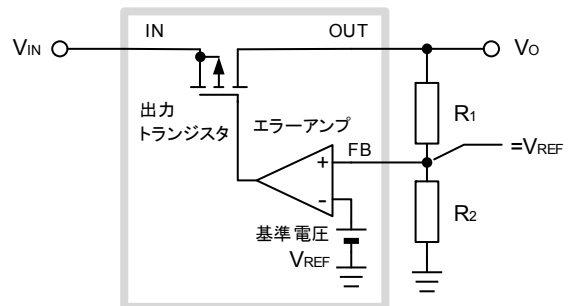 IN
OUT
VIN
VO
出力
トランジスタ
エラーアンプ
FB
R1
=VREF
+
-
基準電圧
VREF
R2